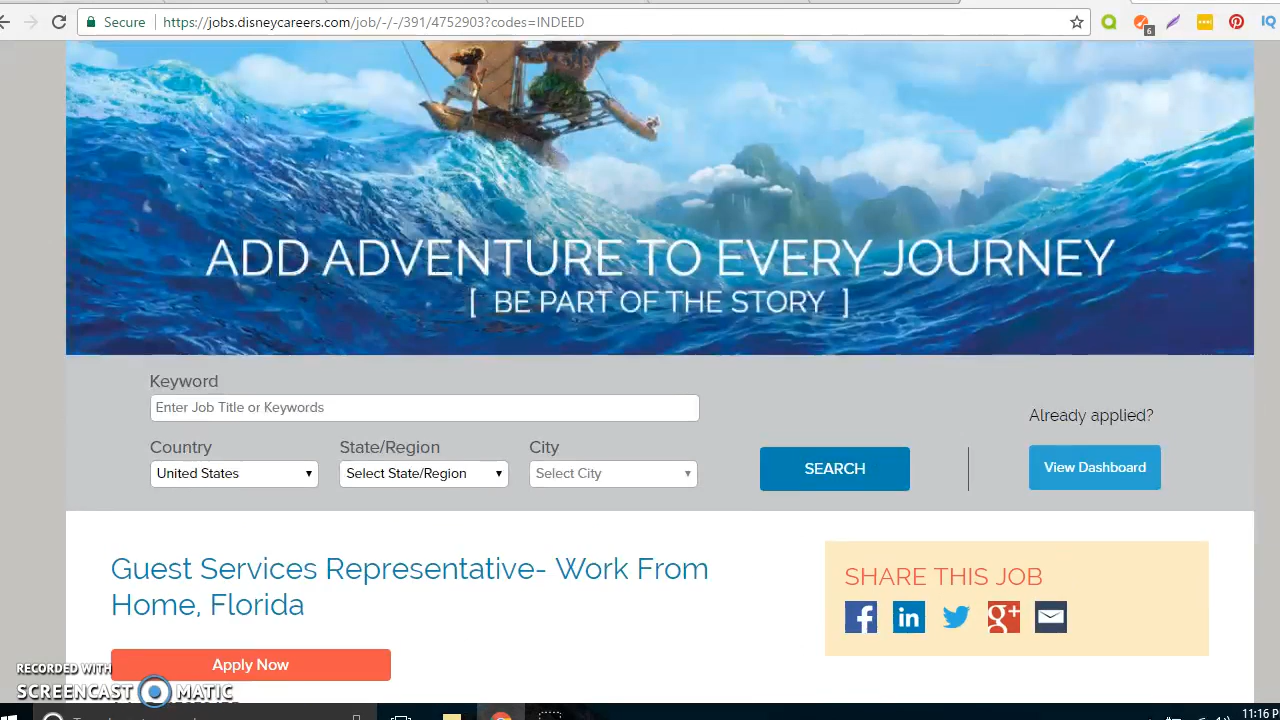 Secure https://jobs.disneycareers.com/job/-/-/391/4752903?codes=INDEED
6
ADD ADVENTURE TO EVERY JOURNEY
[ BE PART OF THE STORY ]
Keyword
Enter Job Title or Keywords
Already applied?
Country State/Region City
United States Select State/Region Select City SEARCH View Dashboard
Guest Services Representative- Work From
Home, Florida
SHARE THIS JOB
Apply Now
RECORDED WITH
SCREENCAST MATIC
11:16 P